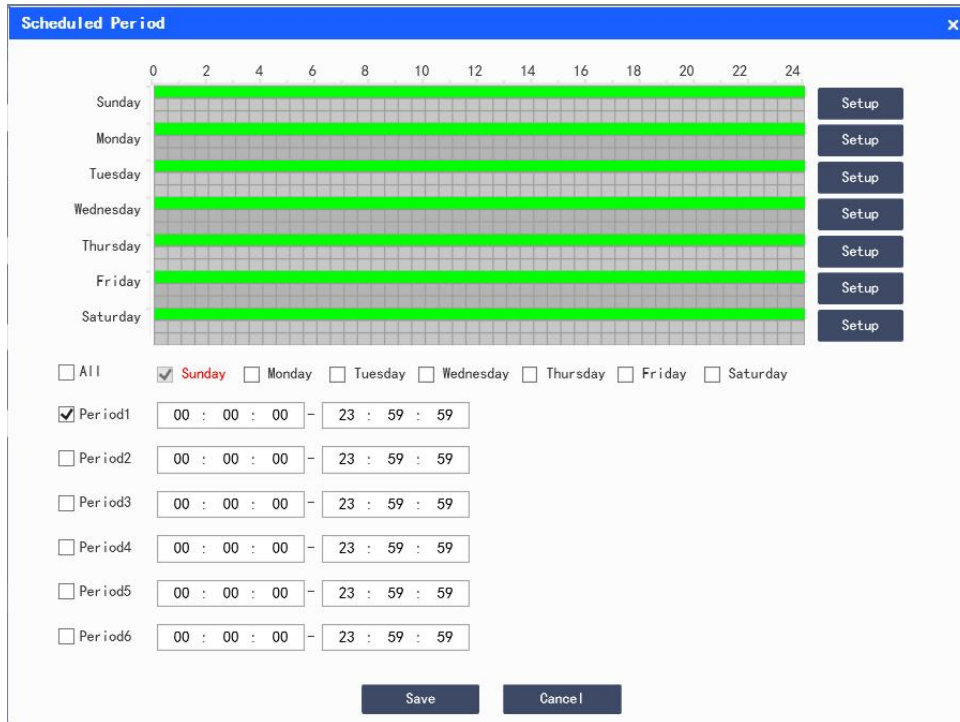 Scheduled Period ×
0 2 4 6 8 10 12 14 16 18 20 22 24
Sunday Setup
Monday Setup
Tuesday Setup
Wednesday Setup
Thursday Setup
Friday Setup
Saturday Setup
All Sunday Monday Tuesday Wednesday Thursday Friday Saturday
Period1 00 : 00 : 00 - 23 : 59 : 59
Period2 00 : 00 : 00 - 23 : 59 : 59
Period3 00 : 00 : 00 - 23 : 59 : 59
Period4 00 : 00 : 00 - 23 : 59 : 59
Period5 00 : 00 : 00 - 23 : 59 : 59
Period6 00 : 00 : 00 - 23 : 59 : 59
Save Cancel